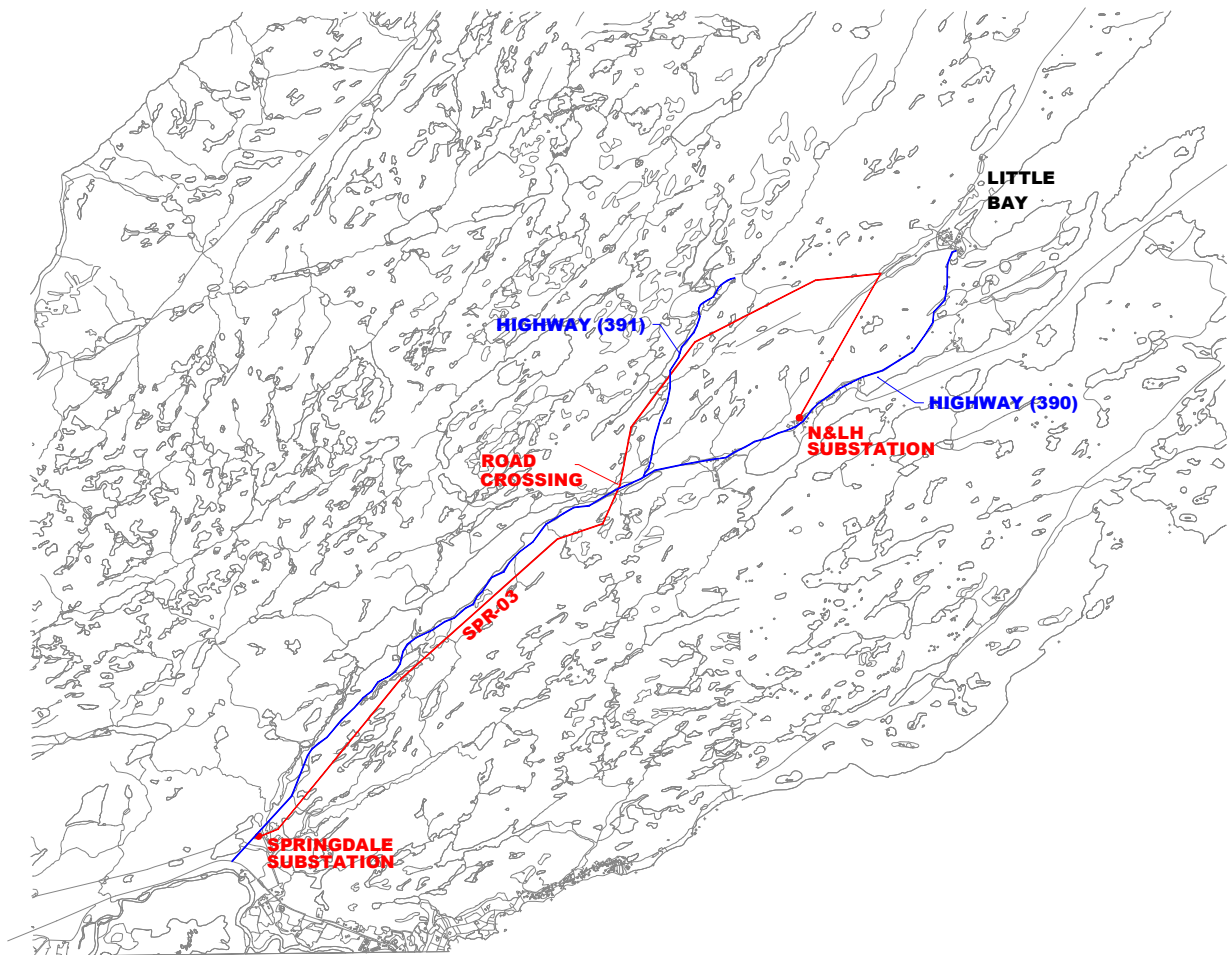 LITTLE
BAY
HIGHWAY (391)
HIGHWAY (390)
N&LH
SUBSTATION
ROAD
CROSSING
SPR-03
SPRINGDALE
SUBSTATION